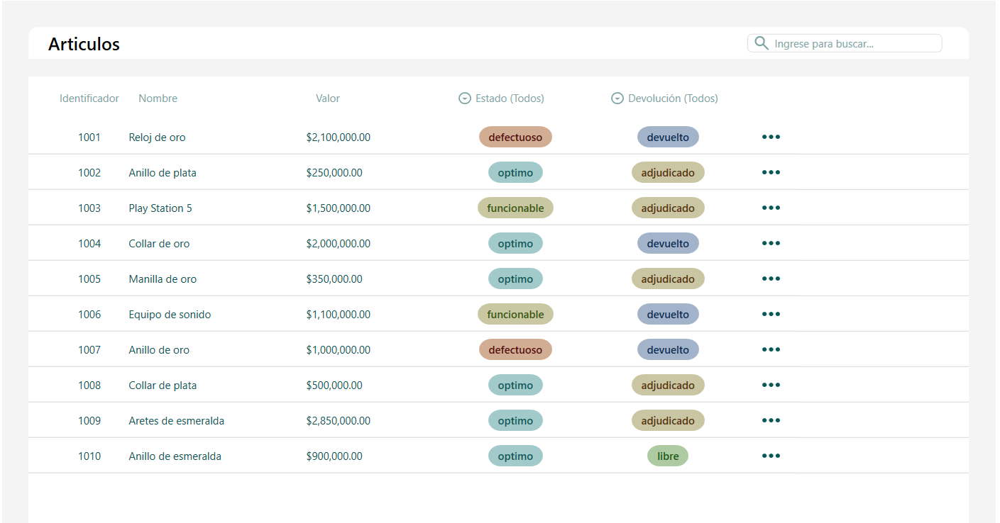 Articulos
Ingrese para buscar...
Identificador Nombre Valor Estado (Todos) Devolución (Todos)
1001 Reloj de oro $2,100,000.00 defectuoso devuelto
1002 Anillo de plata $250,000.00 optimo adjudicado
1003 Play Station 5 $1,500,000.00 funcionable adjudicado
1004 Collar de oro $2,000,000.00 optimo devuelto
1005 Manilla de oro $350,000.00 optimo adjudicado
1006 Equipo de sonido $1,100,000.00 funcionable devuelto
1007 Anillo de oro $1,000,000.00 defectuoso devuelto
1008 Collar de plata $500,000.00 optimo adjudicado
1009 Aretes de esmeralda $2,850,000.00 optimo adjudicado
1010 Anillo de esmeralda $900,000.00 optimo libre